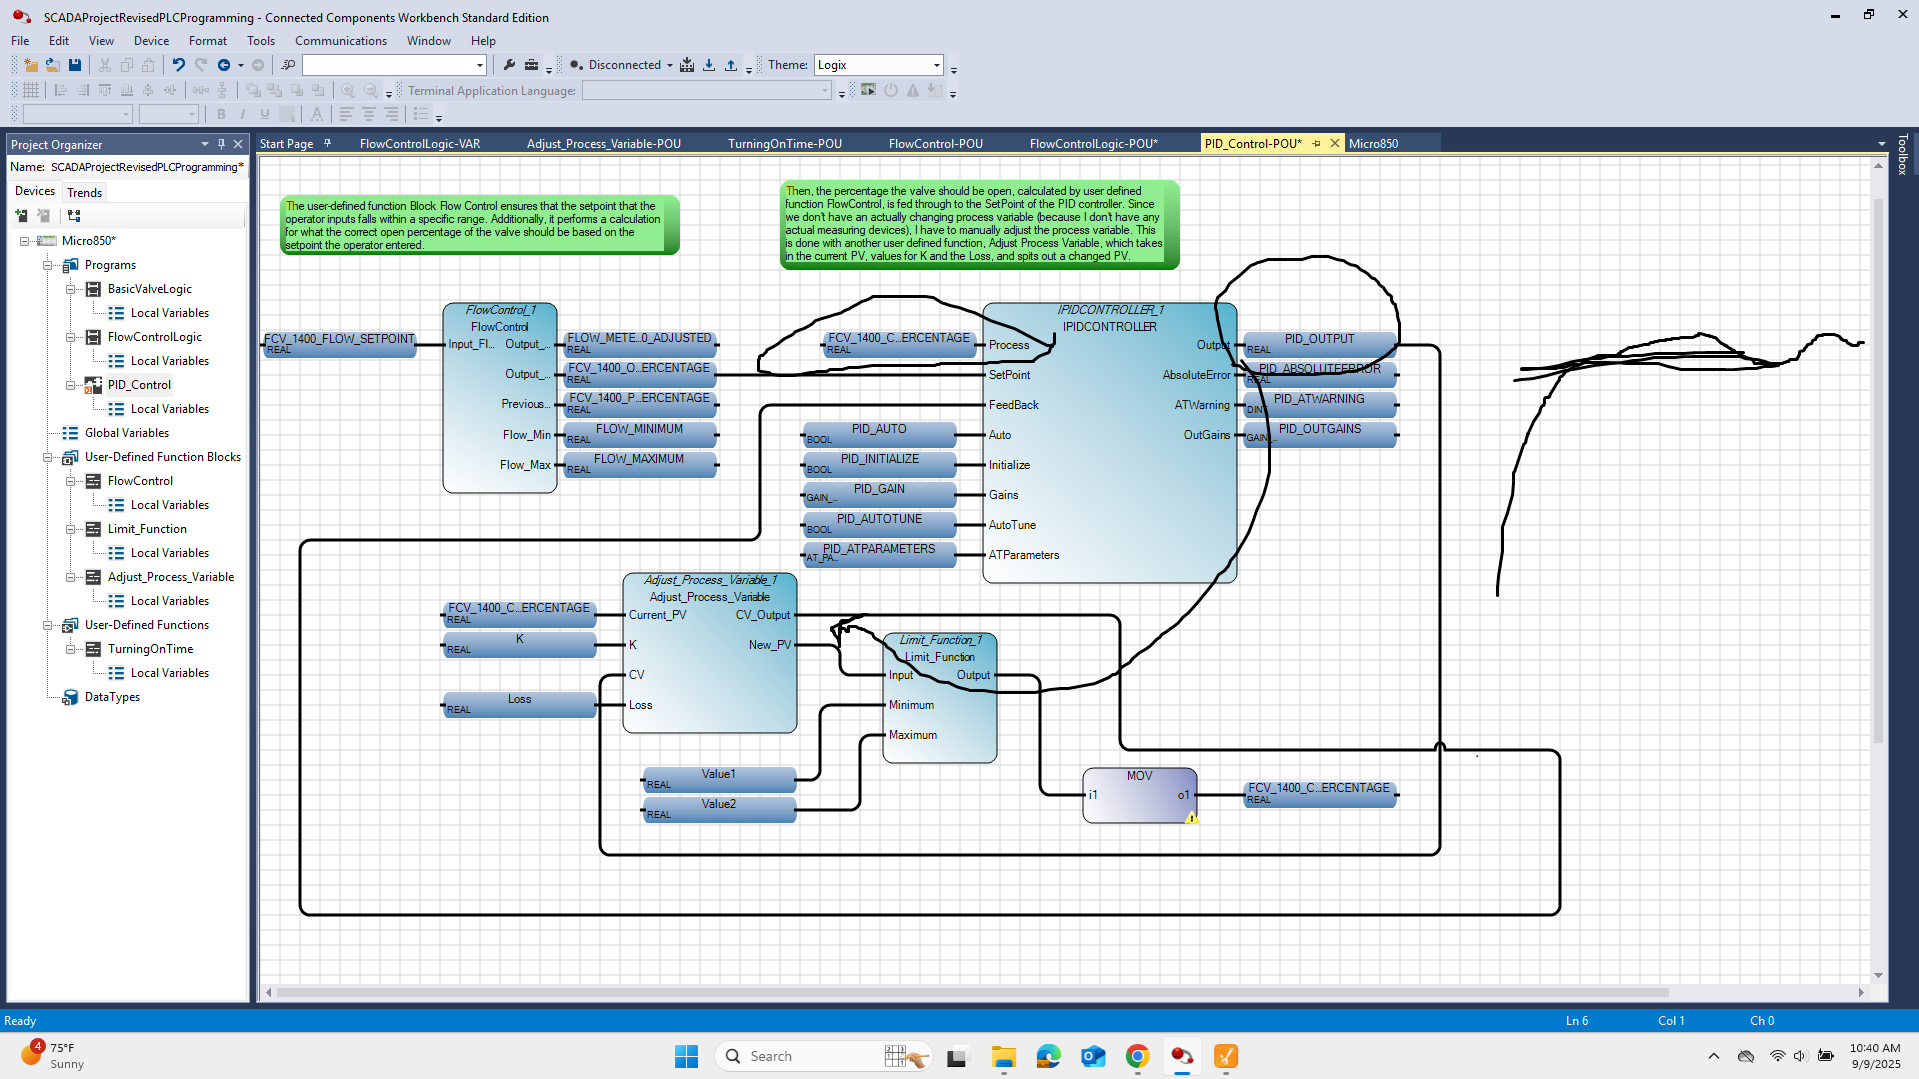 SCADAProjectRevisedPLCProgramming - Connected Components Workbench Standard Edition
File Edit View Device Format Tools Communications Window Help
Disconnected Theme: Logix
Terminal Application Language:
B I U A
Project Organizer
Name: SCADAProjectRevisedPLCProgramming*
Devices Trends
Micro850*
Programs
BasicValveLogic
Local Variables
FlowControlLogic
Local Variables
PID_Control
Local Variables
Global Variables
User-Defined Function Blocks
FlowControl
Local Variables
Limit_Function
Local Variables
Adjust_Process_Variable
Local Variables
User-Defined Functions
TurningOnTime
Local Variables
DataTypes
Start Page FlowControlLogic-VAR Adjust_Process_Variable-POU TurningOnTime-POU FlowControl-POU FlowControlLogic-POU* PID_Control-POU* Micro850
Toolbox
The user-defined function Block Flow Control ensures that the setpoint that the
operator inputs falls within a specific range. Additionally, it performs a calculation
for what the correct open percentage of the valve should be based on the
setpoint the operator entered.
Then, the percentage the valve should be open, calculated by user defined
function FlowControl, is fed through to the SetPoint of the PID controller. Since
we don't have an actually changing process variable (because I don't have any
actual measuring devices), I have to manually adjust the process variable. This
is done with another user defined function, Adjust Process Variable, which takes
in the current PV, values for K and the Loss, and spits out a changed PV.
FCV_1400_FLOW_SETPOINT
REAL
FlowControl_1
FlowControl
Input_Fl... Output_...
Output_...
Previous...
Flow_Min
Flow_Max
FLOW_METE...0_ADJUSTED
REAL
FCV_1400_O...ERCENTAGE
REAL
FCV_1400_P...ERCENTAGE
REAL
FLOW_MINIMUM
REAL
FLOW_MAXIMUM
REAL
FCV_1400_C...ERCENTAGE
REAL
PID_AUTO
BOOL
PID_INITIALIZE
BOOL
PID_GAIN
GAIN_...
PID_AUTOTUNE
BOOL
PID_ATPARAMETERS
AT_PA...
IPIDCONTROLLER_1
IPIDCONTROLLER
Process Output
SetPoint AbsoluteError
FeedBack ATWarning
Auto OutGains
Initialize
Gains
AutoTune
ATParameters
PID_OUTPUT
REAL
PID_ABSOLUTEERROR
REAL
PID_ATWARNING
DINT
PID_OUTGAINS
GAIN_...
FCV_1400_C...ERCENTAGE
REAL
K
REAL
Loss
REAL
Adjust_Process_Variable_1
Adjust_Process_Variable
Current_PV CV_Output
K New_PV
CV
Loss
Limit_Function_1
Limit_Function
Input Output
Minimum
Maximum
Value1
REAL
Value2
REAL
MOV
i1 o1
FCV_1400_C...ERCENTAGE
REAL
Ready Ln 6 Col 1 Ch 0
4
75°F
Sunny
Search
10:40 AM
9/9/2025